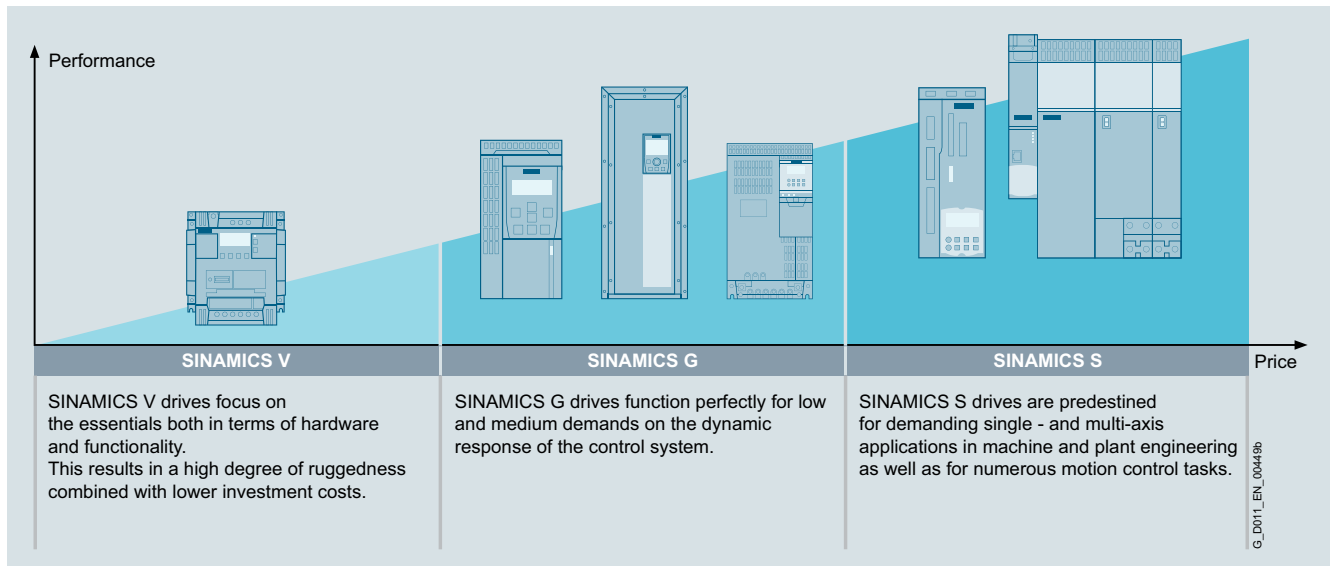 Performance
SINAMICS V
SINAMICS G
SINAMICS S
Price
SINAMICS V drives focus on
the essentials both in terms of hardware
and functionality.
This results in a high degree of ruggedness
combined with lower investment costs.
SINAMICS G drives function perfectly for low
and medium demands on the dynamic
response of the control system.
SINAMICS S drives are predestined
for demanding single - and multi-axis
applications in machine and plant engineering
as well as for numerous motion control tasks.
G_D011_EN_00449b